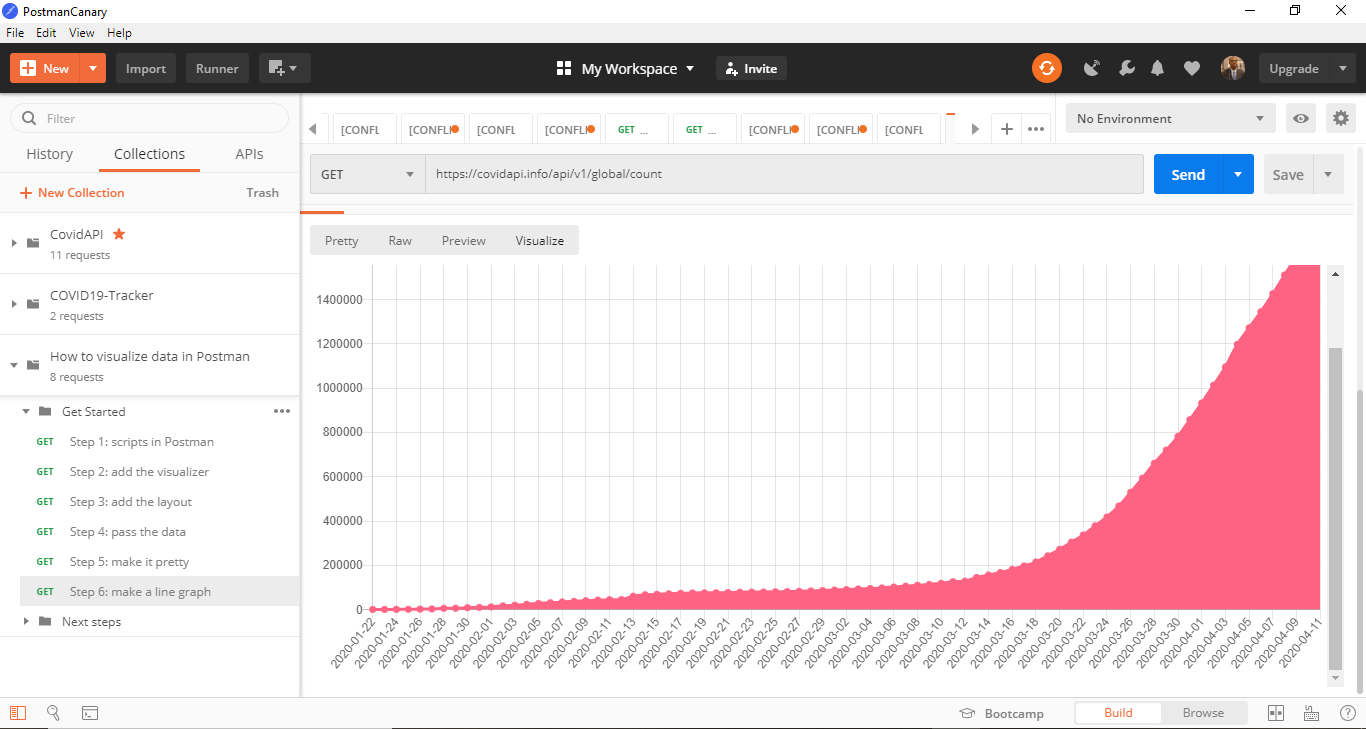 PostmanCanary
File Edit View Help
New Import Runner My Workspace Invite Upgrade
Filter
History Collections APIs
New Collection Trash
CovidAPI
11 requests
COVID19-Tracker
2 requests
How to visualize data in Postman
8 requests
Get Started
GET Step 1: scripts in Postman
GET Step 2: add the visualizer
GET Step 3: add the layout
GET Step 4: pass the data
GET Step 5: make it pretty
GET Step 6: make a line graph
Next steps
[CONFL [CONFLI [CONFL [CONFLI GET ... GET ... [CONFLI [CONFLI [CONFL
No Environment
GET https://covidapi.info/api/v1/global/count Send Save
Pretty Raw Preview Visualize
1400000
1200000
1000000
800000
600000
400000
200000
0
2020-01-22 2020-01-24 2020-01-26 2020-01-28 2020-01-30 2020-02-01 2020-02-03 2020-02-05 2020-02-07 2020-02-09 2020-02-11 2020-02-13 2020-02-15 2020-02-17 2020-02-19 2020-02-21 2020-02-23 2020-02-25 2020-02-27 2020-02-29 2020-03-02 2020-03-04 2020-03-06 2020-03-08 2020-03-10 2020-03-12 2020-03-14 2020-03-16 2020-03-18 2020-03-20 2020-03-22 2020-03-24 2020-03-26 2020-03-28 2020-03-30 2020-04-01 2020-04-03 2020-04-05 2020-04-07 2020-04-09 2020-04-11
Bootcamp Build Browse